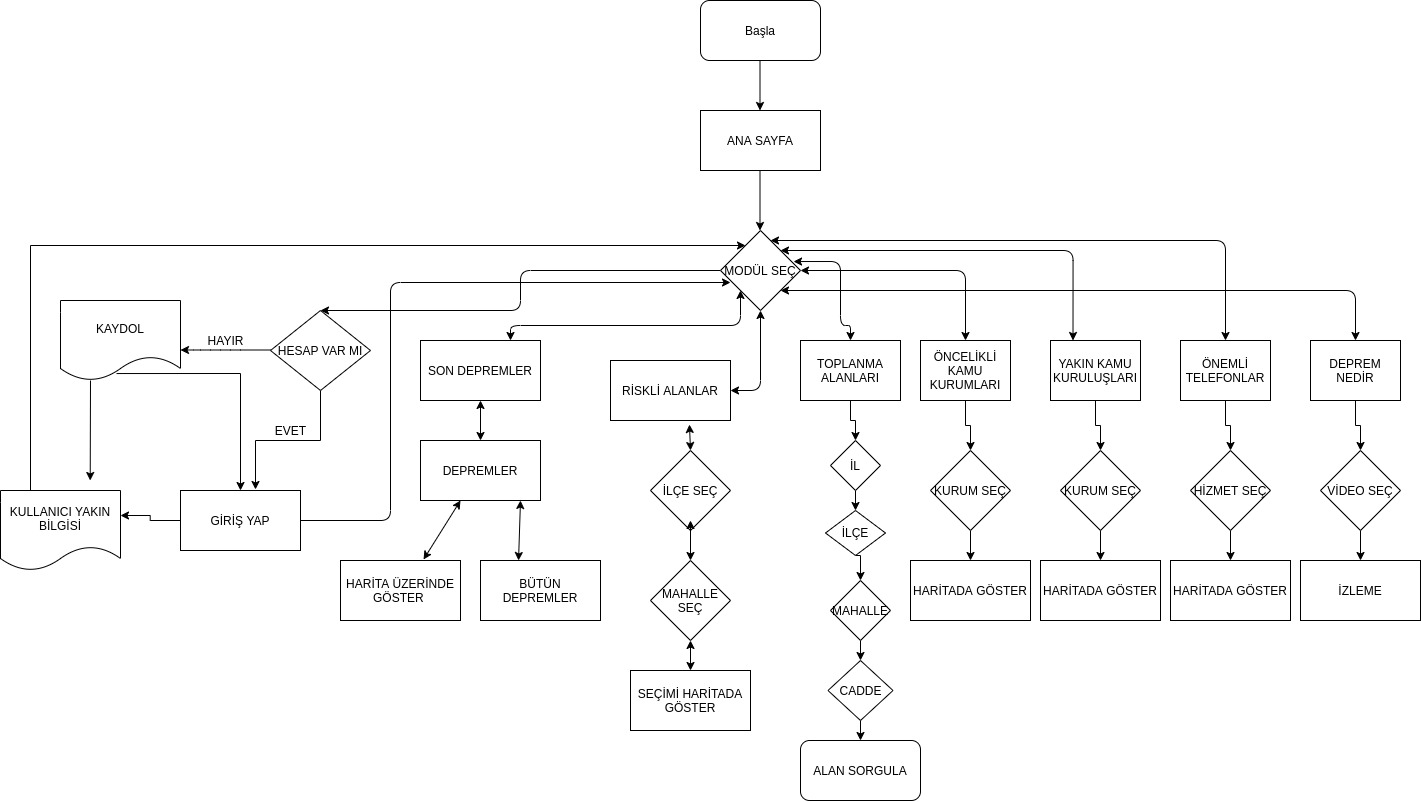 Başla
ANA SAYFA
MODÜL SEÇ
KAYDOL
HAYIR
HESAP VAR MI
EVET
KULLANICI YAKIN
BİLGİSİ
GİRİŞ YAP
SON DEPREMLER
DEPREMLER
HARİTA ÜZERİNDE
GÖSTER
BÜTÜN
DEPREMLER
RİSKLİ ALANLAR
İLÇE SEÇ
MAHALLE
SEÇ
SEÇİMİ HARİTADA
GÖSTER
TOPLANMA
ALANLARI
İL
İLÇE
MAHALLE
CADDE
ALAN SORGULA
ÖNCELİKLİ
KAMU
KURUMLARI
KURUM SEÇ
HARİTADA GÖSTER
YAKIN KAMU
KURULUŞLARI
KURUM SEÇ
HARİTADA GÖSTER
ÖNEMLİ
TELEFONLAR
HİZMET SEÇ
HARİTADA GÖSTER
DEPREM
NEDİR
VİDEO SEÇ
İZLEME